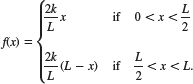 f(x) = { 2k/L x if 0 < x < L/2
2k/L (L − x) if L/2 < x < L.